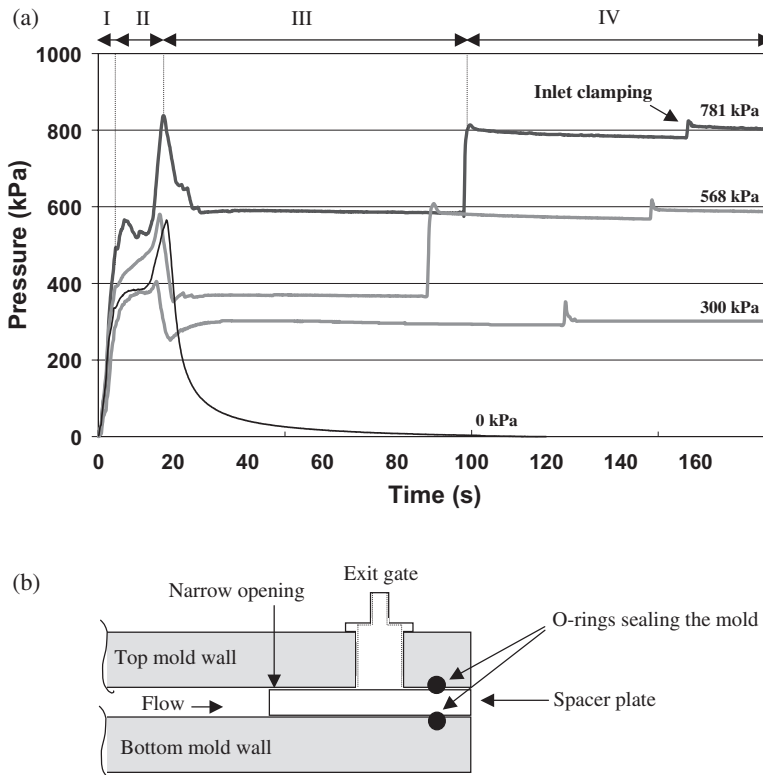 (a)
I II III IV
1000
800
600
400
200
0
Pressure (kPa)
Inlet clamping
781 kPa
568 kPa
300 kPa
0 kPa
0 20 40 60 80 100 120 140 160
Time (s)
(b)
Exit gate
Narrow opening
O-rings sealing the mold
Top mold wall
Flow
Spacer plate
Bottom mold wall